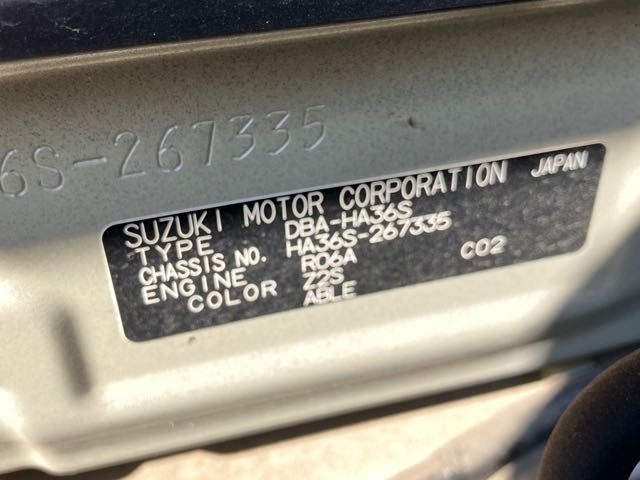 6S-267335
SUZUKI MOTOR CORPORATION JAPAN
TYPE DBA-HA36S
CHASSIS NO. HA36S-267335
ENGINE R06A C02
COLOR Z2S
ABLE